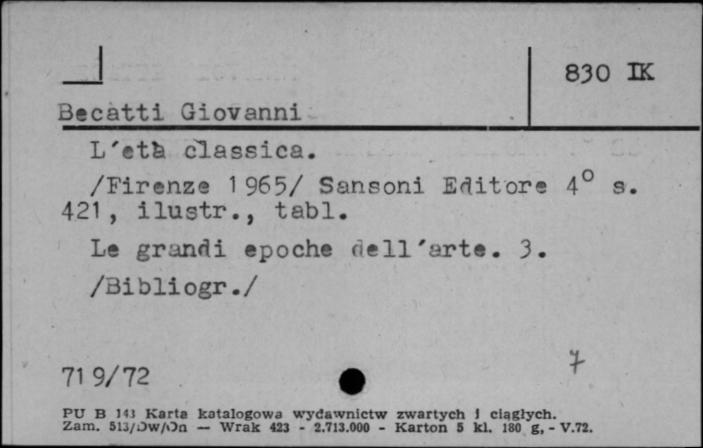 830 IK
Becatti Giovanni
L'età classica.
/Firenze 1965/ Sansoni Editore 4° s.
421, ilustr., tabl.
Le grandi epoche dell'arte. 3.
/Bibliogr./
7
719/72
PU B 143 Karta katalogowa wydawnictw zwartych i ciągłych.
Zam. 513/Dw/On — Wrak 423 - 2.713.000 - Karton 5 kl. 180 g. - V.72.